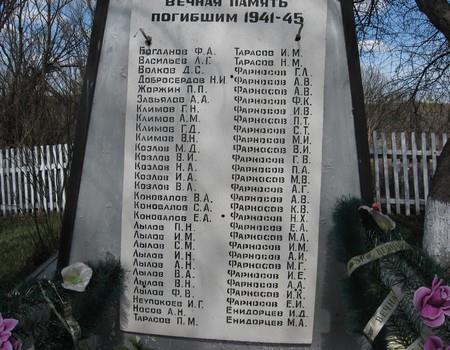 ВЕЧНАЯ ПАМЯТЬ
ПОГИБШИМ 1941-45
БОГДАНОВ Ф.А.
ВАСИЛЬЕВ Л.Г.
ВОЛКОВ Д.С.
ДОБРОСЕРДОВ Н.И.
ЖОРЖИН П.П.
ЗАВЬЯЛОВ А.А.
КЛИМОВ Г.Н.
КЛИМОВ А.М.
КЛИМОВ Г.Д.
КЛИМОВ В.Н.
КОЗЛОВ М.Д.
КОЗЛОВ В.И.
КОЗЛОВ Н.А.
КОЗЛОВ И.А.
КОЗЛОВ В.А.
КОНОВАЛОВ В.А.
КОНОВАЛОВ С.А.
КОНОВАЛОВ Е.А.
ЛЫЛОВ П.Н.
ЛЫЛОВ И.М.
ЛЫЛОВ С.М.
ЛЫЛОВ И.Н.
ЛЫЛОВ А.Н.
ЛЫЛОВ В.А.
ЛЫЛОВ В.Н.
ЛЫЛОВ Ф.В.
НЕУПОКОЕВ И.Г.
НОСОВ А.Н.
ТАРАСОВ П.М.
ТАРАСОВ И.М.
ТАРАСОВ Н.М.
ФАРНОСОВ Г.Л.
ФАРНОСОВ А.В.
ФАРНОСОВ А.В.
ФАРНОСОВ Ф.К.
ФАРНОСОВ И.В.
ФАРНОСОВ П.Т.
ФАРНОСОВ С.Т.
ФАРНОСОВ М.И.
ФАРНОСОВ В.И.
ФАРНОСОВ Г.В.
ФАРНОСОВ П.А.
ФАРНОСОВ М.В.
ФАРНОСОВ А.Г.
ФАРНОСОВ А.В.
ФАРНОСОВ К.В.
ФАРНОСОВ Н.Х.
ФАРНОСОВ Е.А.
ФАРНОСОВ М.А.
ФАРНОСОВ И.М.
ФАРНОСОВ А.И.
ФАРНОСОВ М.Г.
ФАРНОСОВ И.Е.
ФАРНОСОВ А.А.
ФАРНОСОВ И.К.
ФАРНОСОВ Е.И.
ЕНИДОРЦЕВ И.Д.
ЕНИДОРЦЕВ М.А.